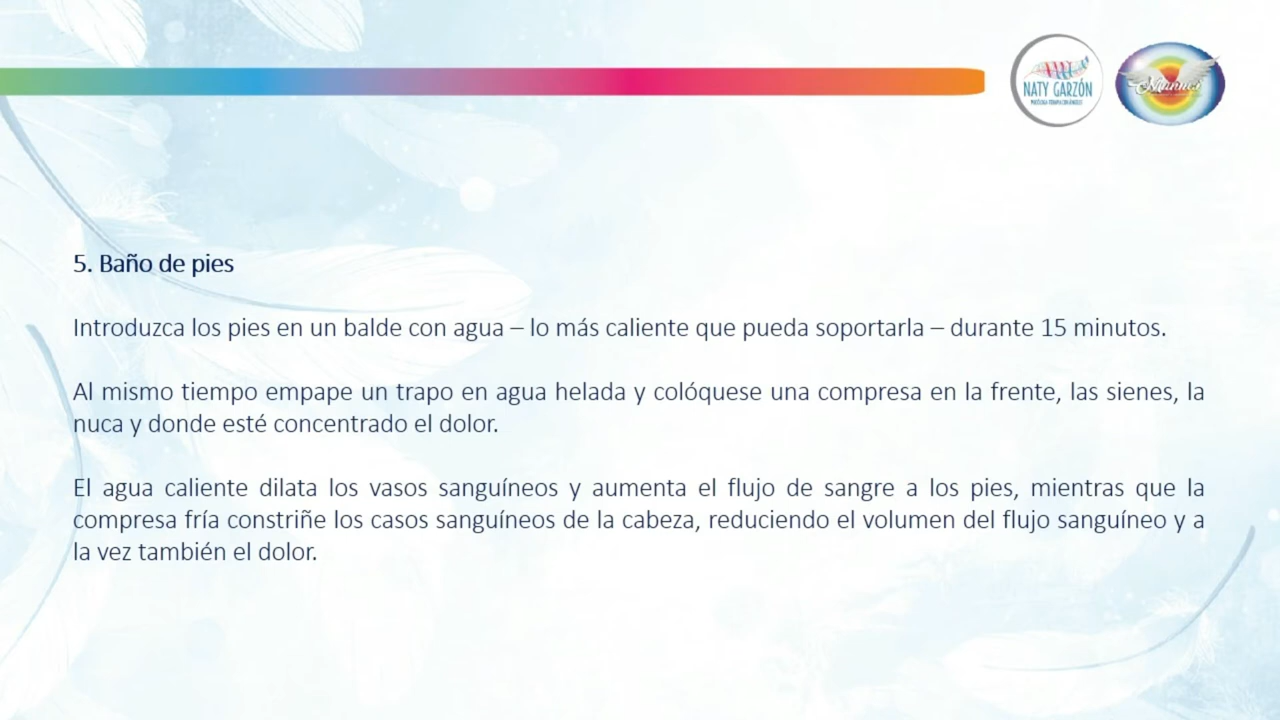 NATY GARZÓN
PSICÓLOGA-TERAPIA CON ÁNGELES
5. Baño de pies
Introduzca los pies en un balde con agua – lo más caliente que pueda soportarla – durante 15 minutos.
Al mismo tiempo empape un trapo en agua helada y colóquese una compresa en la frente, las sienes, la
nuca y donde esté concentrado el dolor.
El agua caliente dilata los vasos sanguíneos y aumenta el flujo de sangre a los pies, mientras que la
compresa fría constriñe los casos sanguíneos de la cabeza, reduciendo el volumen del flujo sanguíneo y a
la vez también el dolor.